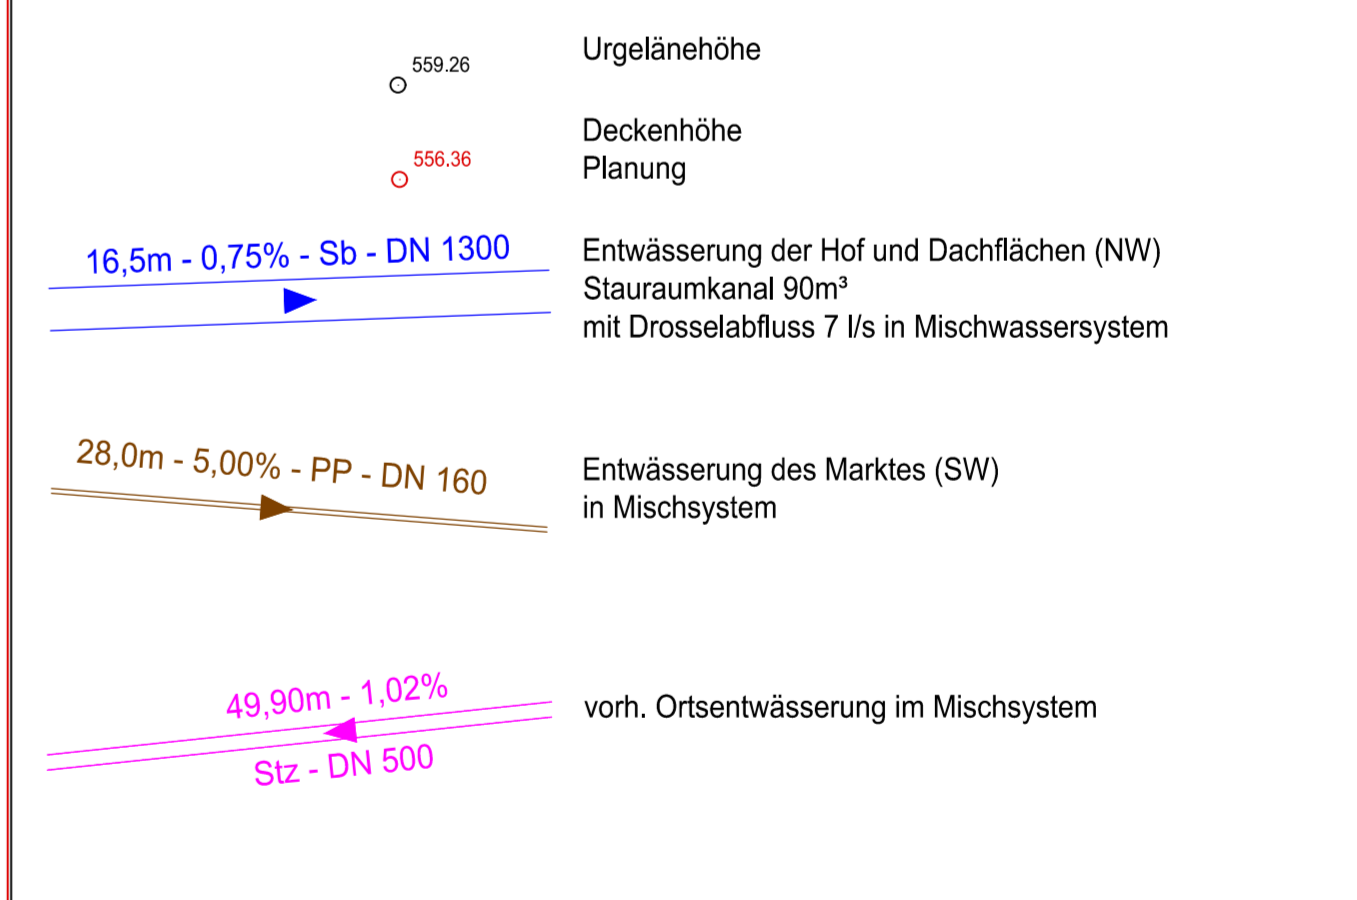 559.26
Urgelänehöhe
Deckenhöhe
556.36
Planung
16,5m - 0,75% - Sb - DN 1300
Entwässerung der Hof und Dachflächen (NW)
Stauraumkanal 90m³
mit Drosselabfluss 7 l/s in Mischwassersystem
28,0m - 5,00% - PP - DN 160
Entwässerung des Marktes (SW)
in Mischsystem
49,90m - 1,02%
Stz - DN 500
vorh. Ortsentwässerung im Mischsystem